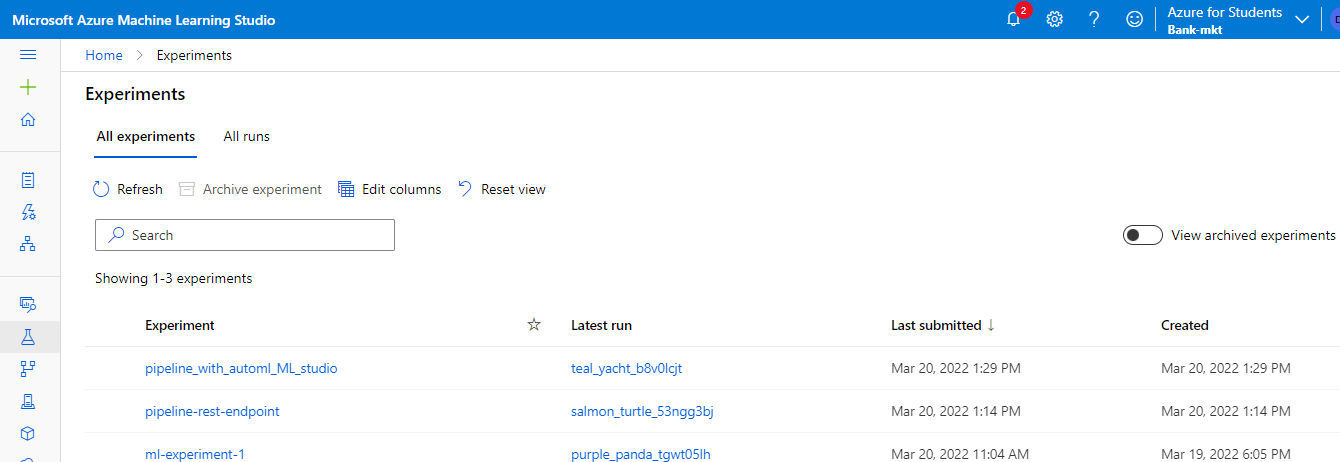 Microsoft Azure Machine Learning Studio
2
Azure for Students
Bank-mkt
Home > Experiments
Experiments
All experiments All runs
Refresh Archive experiment Edit columns Reset view
Search
View archived experiments
Showing 1-3 experiments
Experiment Latest run Last submitted ↓ Created
pipeline_with_automl_ML_studio teal_yacht_b8v0lcjt Mar 20, 2022 1:29 PM Mar 20, 2022 1:29 PM
pipeline-rest-endpoint salmon_turtle_53ngg3bj Mar 20, 2022 1:14 PM Mar 20, 2022 1:14 PM
ml-experiment-1 purple_panda_tgwt05lh Mar 20, 2022 11:04 AM Mar 19, 2022 6:05 PM